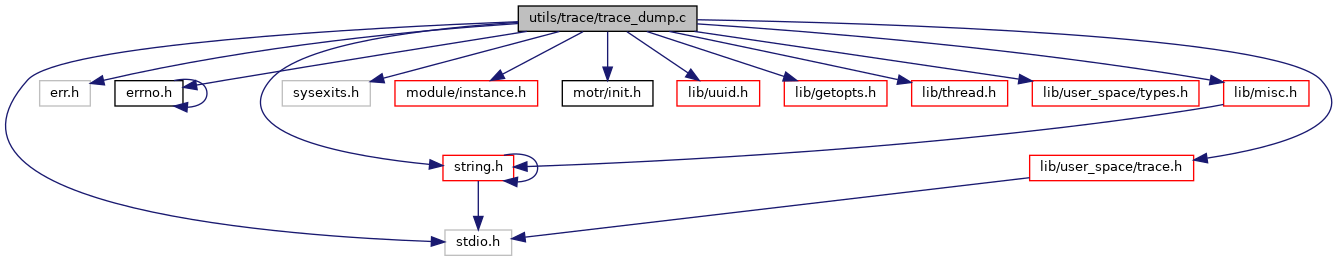 utils/trace/trace_dump.c
err.h
errno.h
sysexits.h
module/instance.h
motr/init.h
lib/uuid.h
lib/getopts.h
lib/thread.h
lib/user_space/types.h
lib/misc.h
string.h
lib/user_space/trace.h
stdio.h